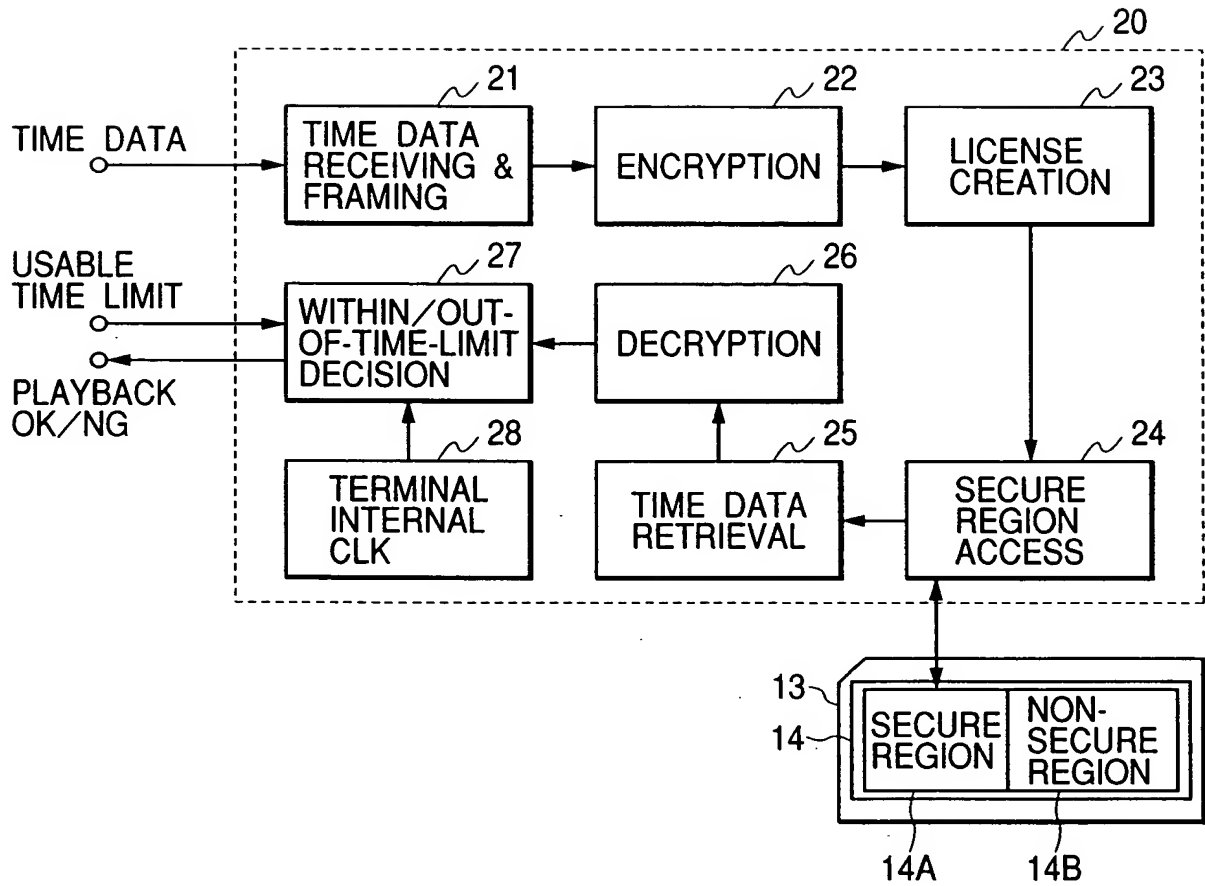 20
21
22
23
TIME DATA
TIME DATA
RECEIVING &
FRAMING
ENCRYPTION
LICENSE
CREATION
USABLE
TIME LIMIT
27
26
WITHIN/OUT-
OF-TIME-LIMIT
DECISION
DECRYPTION
PLAYBACK
OK/NG
28
25
24
TERMINAL
INTERNAL
CLK
TIME DATA
RETRIEVAL
SECURE
REGION
ACCESS
13
14
SECURE
REGION
NON-
SECURE
REGION
14A
14B